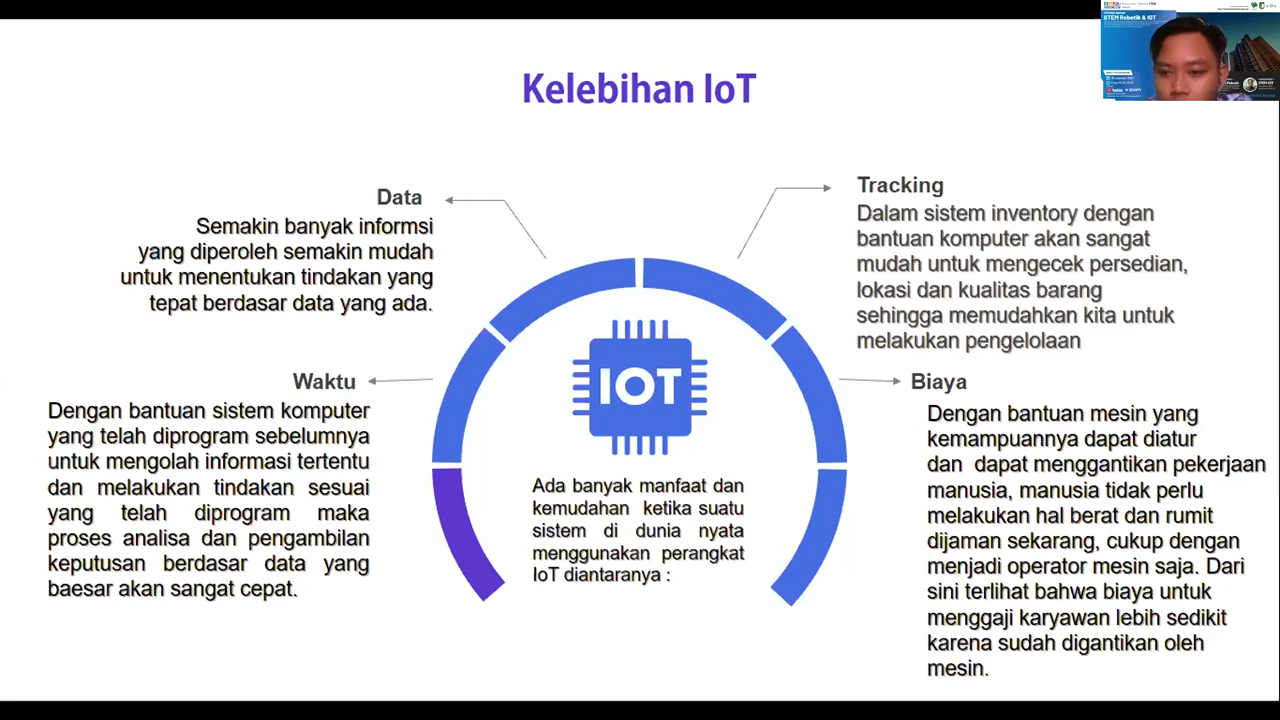 Kelebihan IoT
STEM Robotik & IOT
Data
Semakin banyak informsi
yang diperoleh semakin mudah
untuk menentukan tindakan yang
tepat berdasar data yang ada.
Waktu
Dengan bantuan sistem komputer
yang telah diprogram sebelumnya
untuk mengolah informasi tertentu
dan melakukan tindakan sesuai
yang telah diprogram maka
proses analisa dan pengambilan
keputusan berdasar data yang
baesar akan sangat cepat.
IOT
Ada banyak manfaat dan
kemudahan ketika suatu
sistem di dunia nyata
menggunakan perangkat
IoT diantaranya :
Tracking
Dalam sistem inventory dengan
bantuan komputer akan sangat
mudah untuk mengecek persedian,
lokasi dan kualitas barang
sehingga memudahkan kita untuk
melakukan pengelolaan
Biaya
Dengan bantuan mesin yang
kemampuannya dapat diatur
dan dapat menggantikan pekerjaan
manusia, manusia tidak perlu
melakukan hal berat dan rumit
dijaman sekarang, cukup dengan
menjadi operator mesin saja. Dari
sini terlihat bahwa biaya untuk
menggaji karyawan lebih sedikit
karena sudah digantikan oleh
mesin.